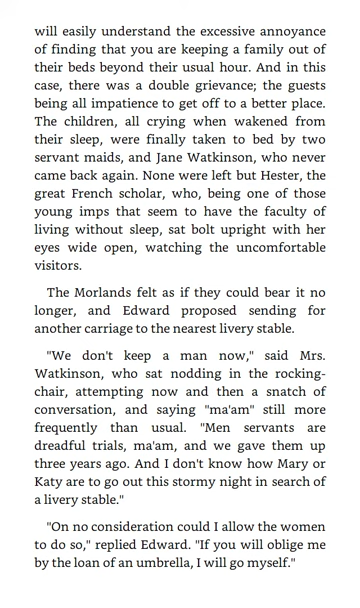 will easily understand the excessive annoyance
of finding that you are keeping a family out of
their beds beyond their usual hour. And in this
case, there was a double grievance; the guests
being all impatience to get off to a better place.
The children, all crying when wakened from
their sleep, were finally taken to bed by two
servant maids, and Jane Watkinson, who never
came back again. None were left but Hester, the
great French scholar, who, being one of those
young imps that seem to have the faculty of
living without sleep, sat bolt upright with her
eyes wide open, watching the uncomfortable
visitors.
The Morlands felt as if they could bear it no
longer, and Edward proposed sending for
another carriage to the nearest livery stable.
"We don't keep a man now," said Mrs.
Watkinson, who sat nodding in the rocking-
chair, attempting now and then a snatch of
conversation, and saying "ma'am" still more
frequently than usual. "Men servants are
dreadful trials, ma'am, and we gave them up
three years ago. And I don't know how Mary or
Katy are to go out this stormy night in search of
a livery stable."
"On no consideration could I allow the women
to do so," replied Edward. "If you will oblige me
by the loan of an umbrella, I will go myself."